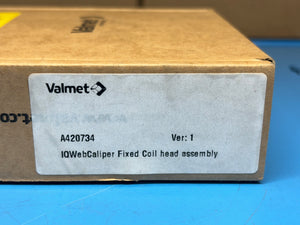 Valmet
A420734 Ver: 1
IQWebCaliper Fixed Coil head assembly